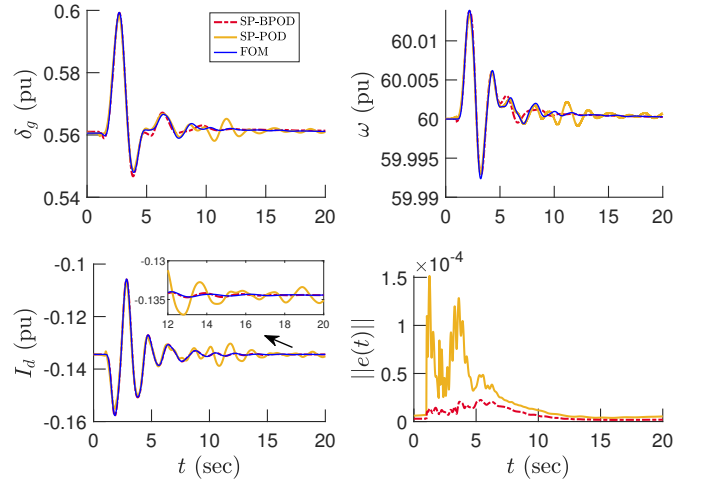 0.6
0.58
0.56
0.54
δg (pu)
0 5 10 15 20
SP-BPOD
SP-POD
FOM
60.01
60.005
60
59.995
59.99
ω (pu)
0 5 10 15 20
-0.1
-0.12
-0.14
-0.16
Id (pu)
0 5 10 15 20
t (sec)
-0.13
-0.135
12 14 16 18 20
×10-4
1.5
1
0.5
0
||e(t)||
0 5 10 15 20
t (sec)